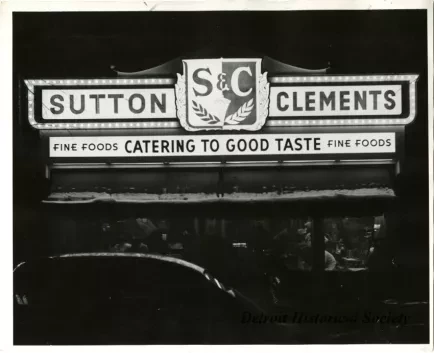 S&C
SUTTON CLEMENTS
FINE FOODS CATERING TO GOOD TASTE FINE FOODS
Detroit Historical Society